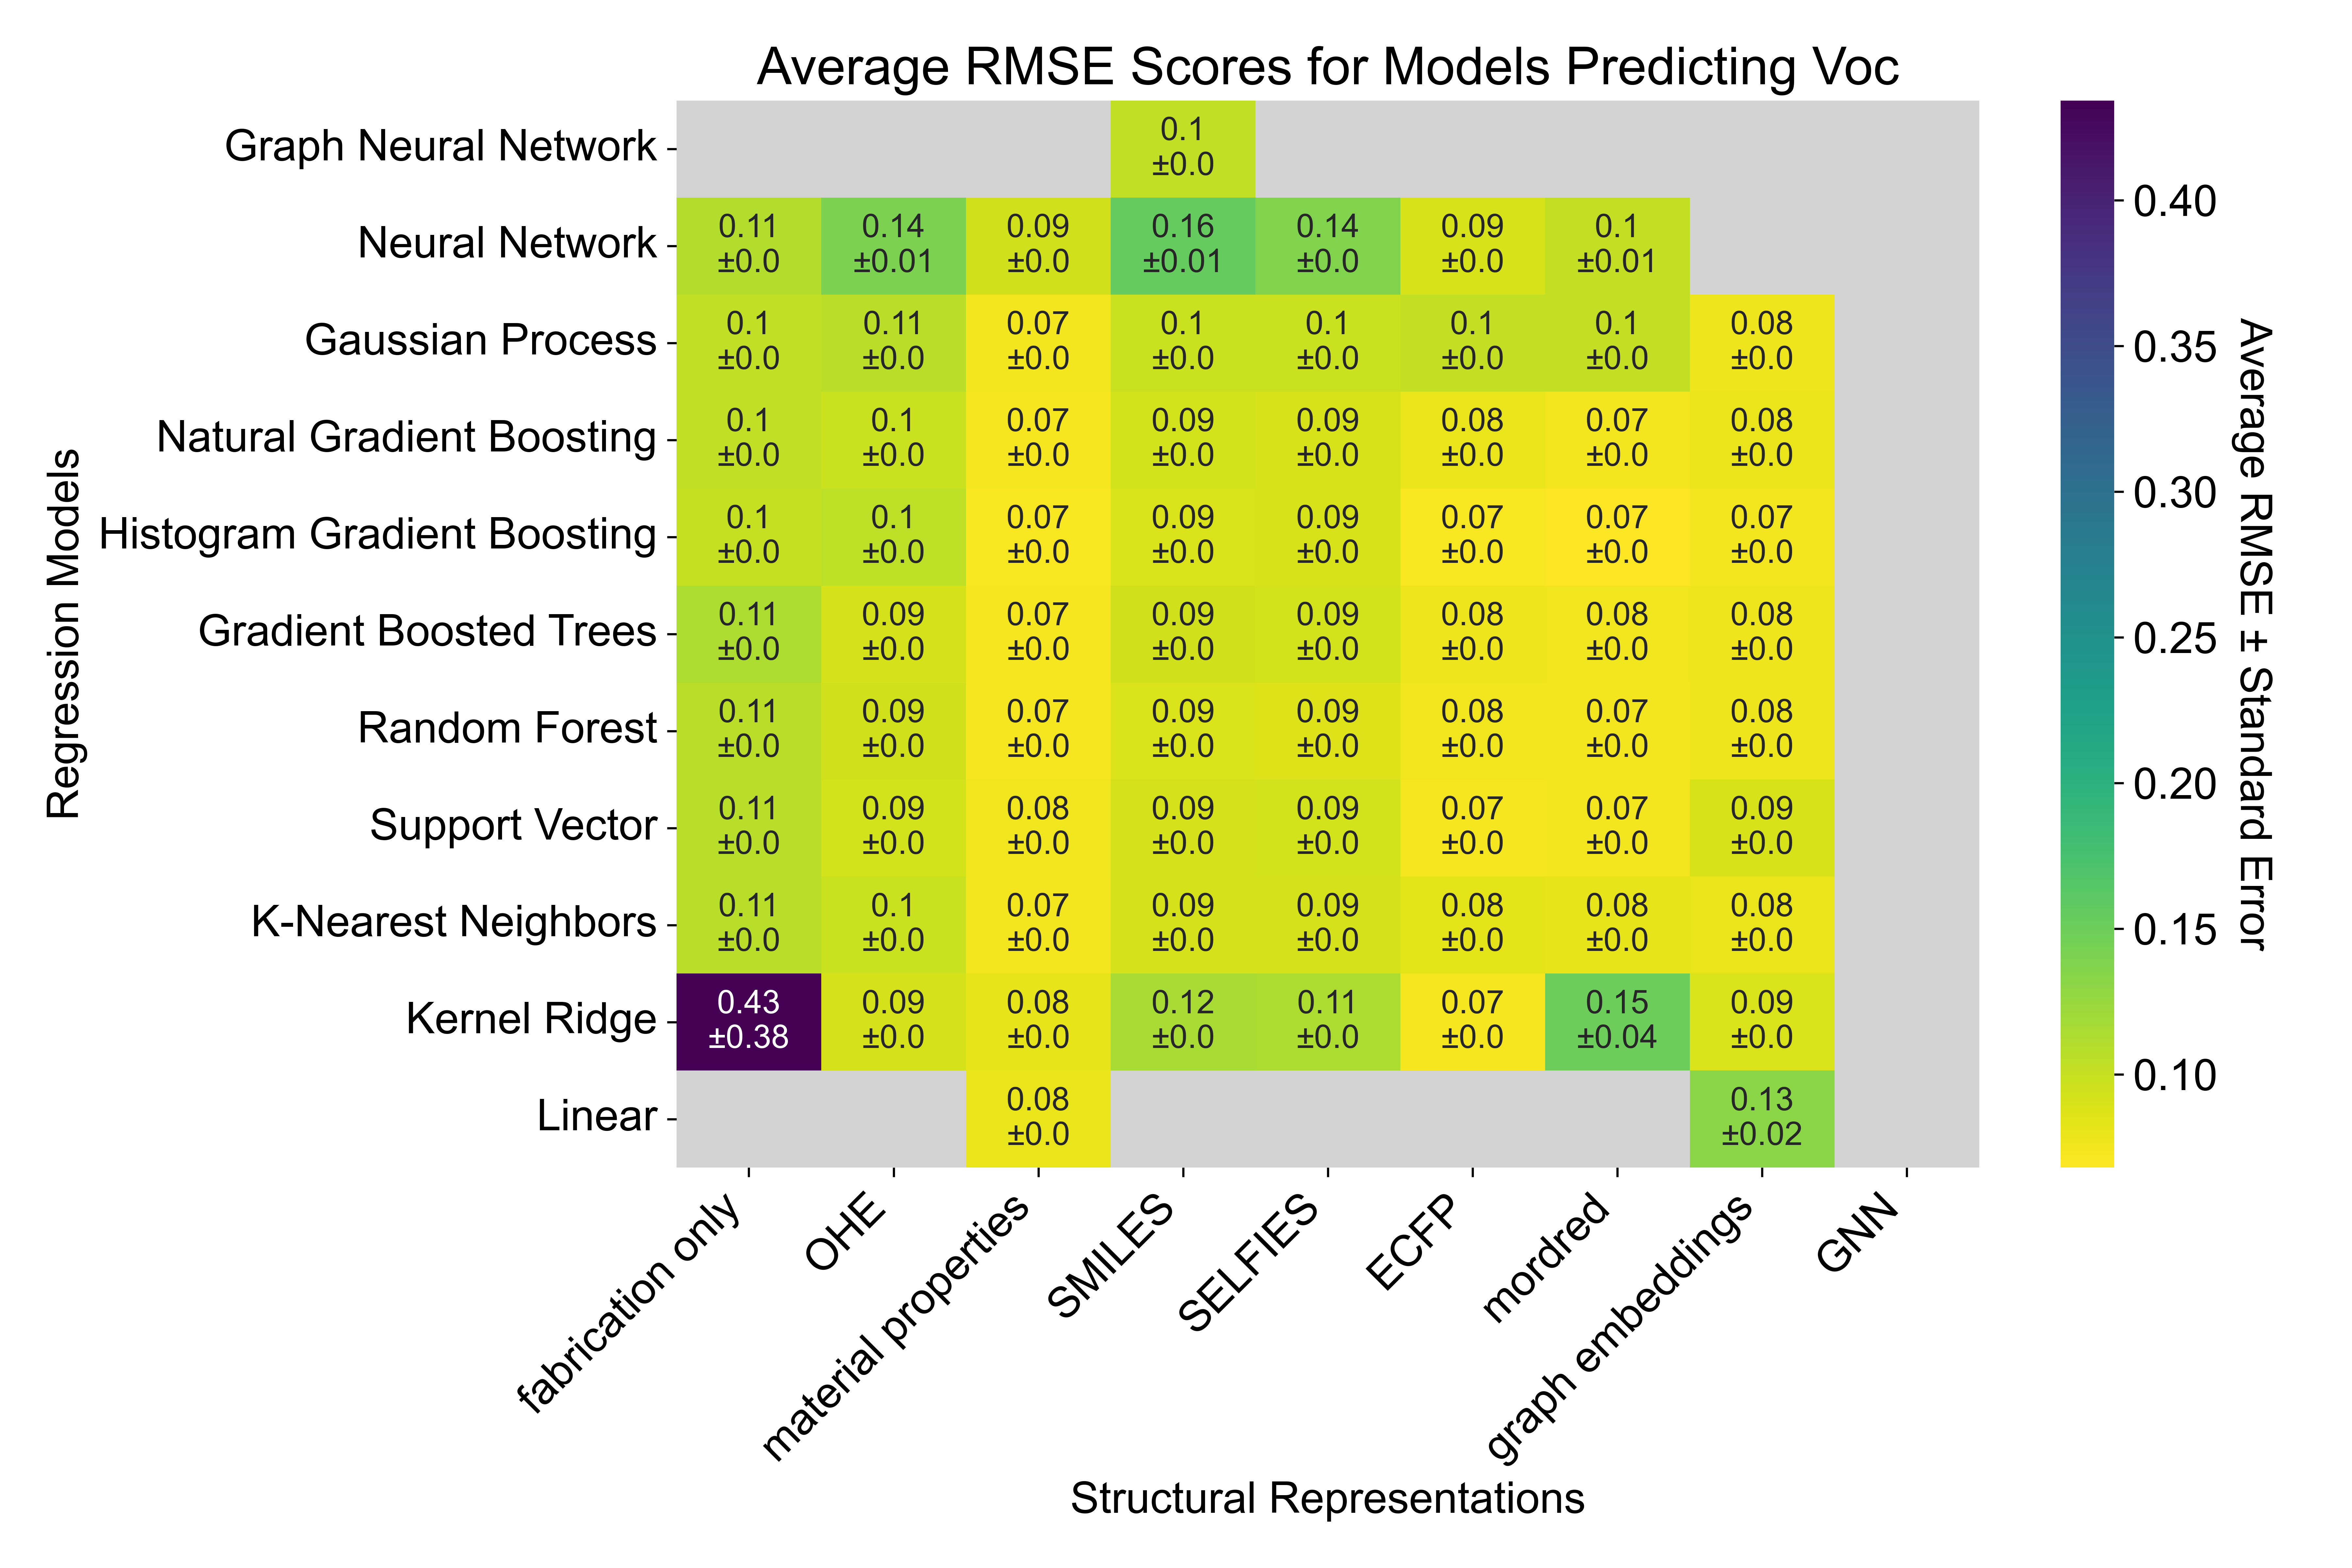 Average RMSE Scores for Models Predicting Voc
Regression Models
Graph Neural Network
0.1
±0.0
Neural Network
0.11 0.14 0.09 0.16 0.14 0.09 0.1
±0.0 ±0.01 ±0.0 ±0.01 ±0.0 ±0.0 ±0.01
Gaussian Process
0.1 0.11 0.07 0.1 0.1 0.1 0.1 0.08
±0.0 ±0.0 ±0.0 ±0.0 ±0.0 ±0.0 ±0.0 ±0.0
Natural Gradient Boosting
0.1 0.1 0.07 0.09 0.09 0.08 0.07 0.08
±0.0 ±0.0 ±0.0 ±0.0 ±0.0 ±0.0 ±0.0 ±0.0
Histogram Gradient Boosting
0.1 0.1 0.07 0.09 0.09 0.07 0.07 0.07
±0.0 ±0.0 ±0.0 ±0.0 ±0.0 ±0.0 ±0.0 ±0.0
Gradient Boosted Trees
0.11 0.09 0.07 0.09 0.09 0.08 0.08 0.08
±0.0 ±0.0 ±0.0 ±0.0 ±0.0 ±0.0 ±0.0 ±0.0
Random Forest
0.11 0.09 0.07 0.09 0.09 0.08 0.07 0.08
±0.0 ±0.0 ±0.0 ±0.0 ±0.0 ±0.0 ±0.0 ±0.0
Support Vector
0.11 0.09 0.08 0.09 0.09 0.07 0.07 0.09
±0.0 ±0.0 ±0.0 ±0.0 ±0.0 ±0.0 ±0.0 ±0.0
K-Nearest Neighbors
0.11 0.1 0.07 0.09 0.09 0.08 0.08 0.08
±0.0 ±0.0 ±0.0 ±0.0 ±0.0 ±0.0 ±0.0 ±0.0
Kernel Ridge
0.43 0.09 0.08 0.12 0.11 0.07 0.15 0.09
±0.38 ±0.0 ±0.0 ±0.0 ±0.0 ±0.0 ±0.04 ±0.0
Linear
0.08 0.13
±0.0 ±0.02
fabrication only
OHE
material properties
SMILES
SELFIES
ECFP
mordred
graph embeddings
GNN
Structural Representations
0.40
0.35
0.30
0.25
0.20
0.15
0.10
Average RMSE ± Standard Error